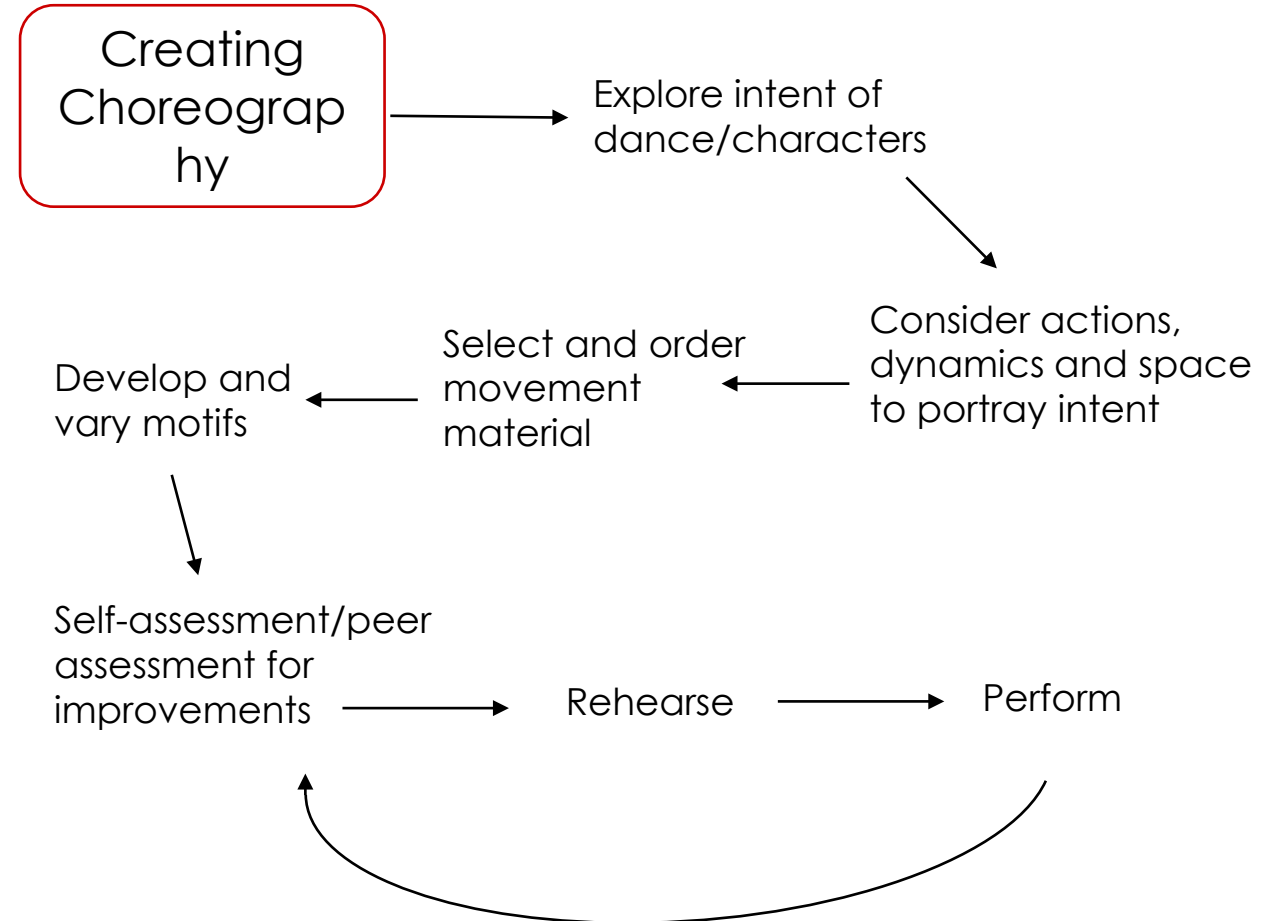 Creating
Choreograp
hy
Explore intent of
dance/characters
Consider actions,
dynamics and space
to portray intent
Select and order
movement
material
Develop and
vary motifs
Self-assessment/peer
assessment for
improvements
Rehearse
Perform